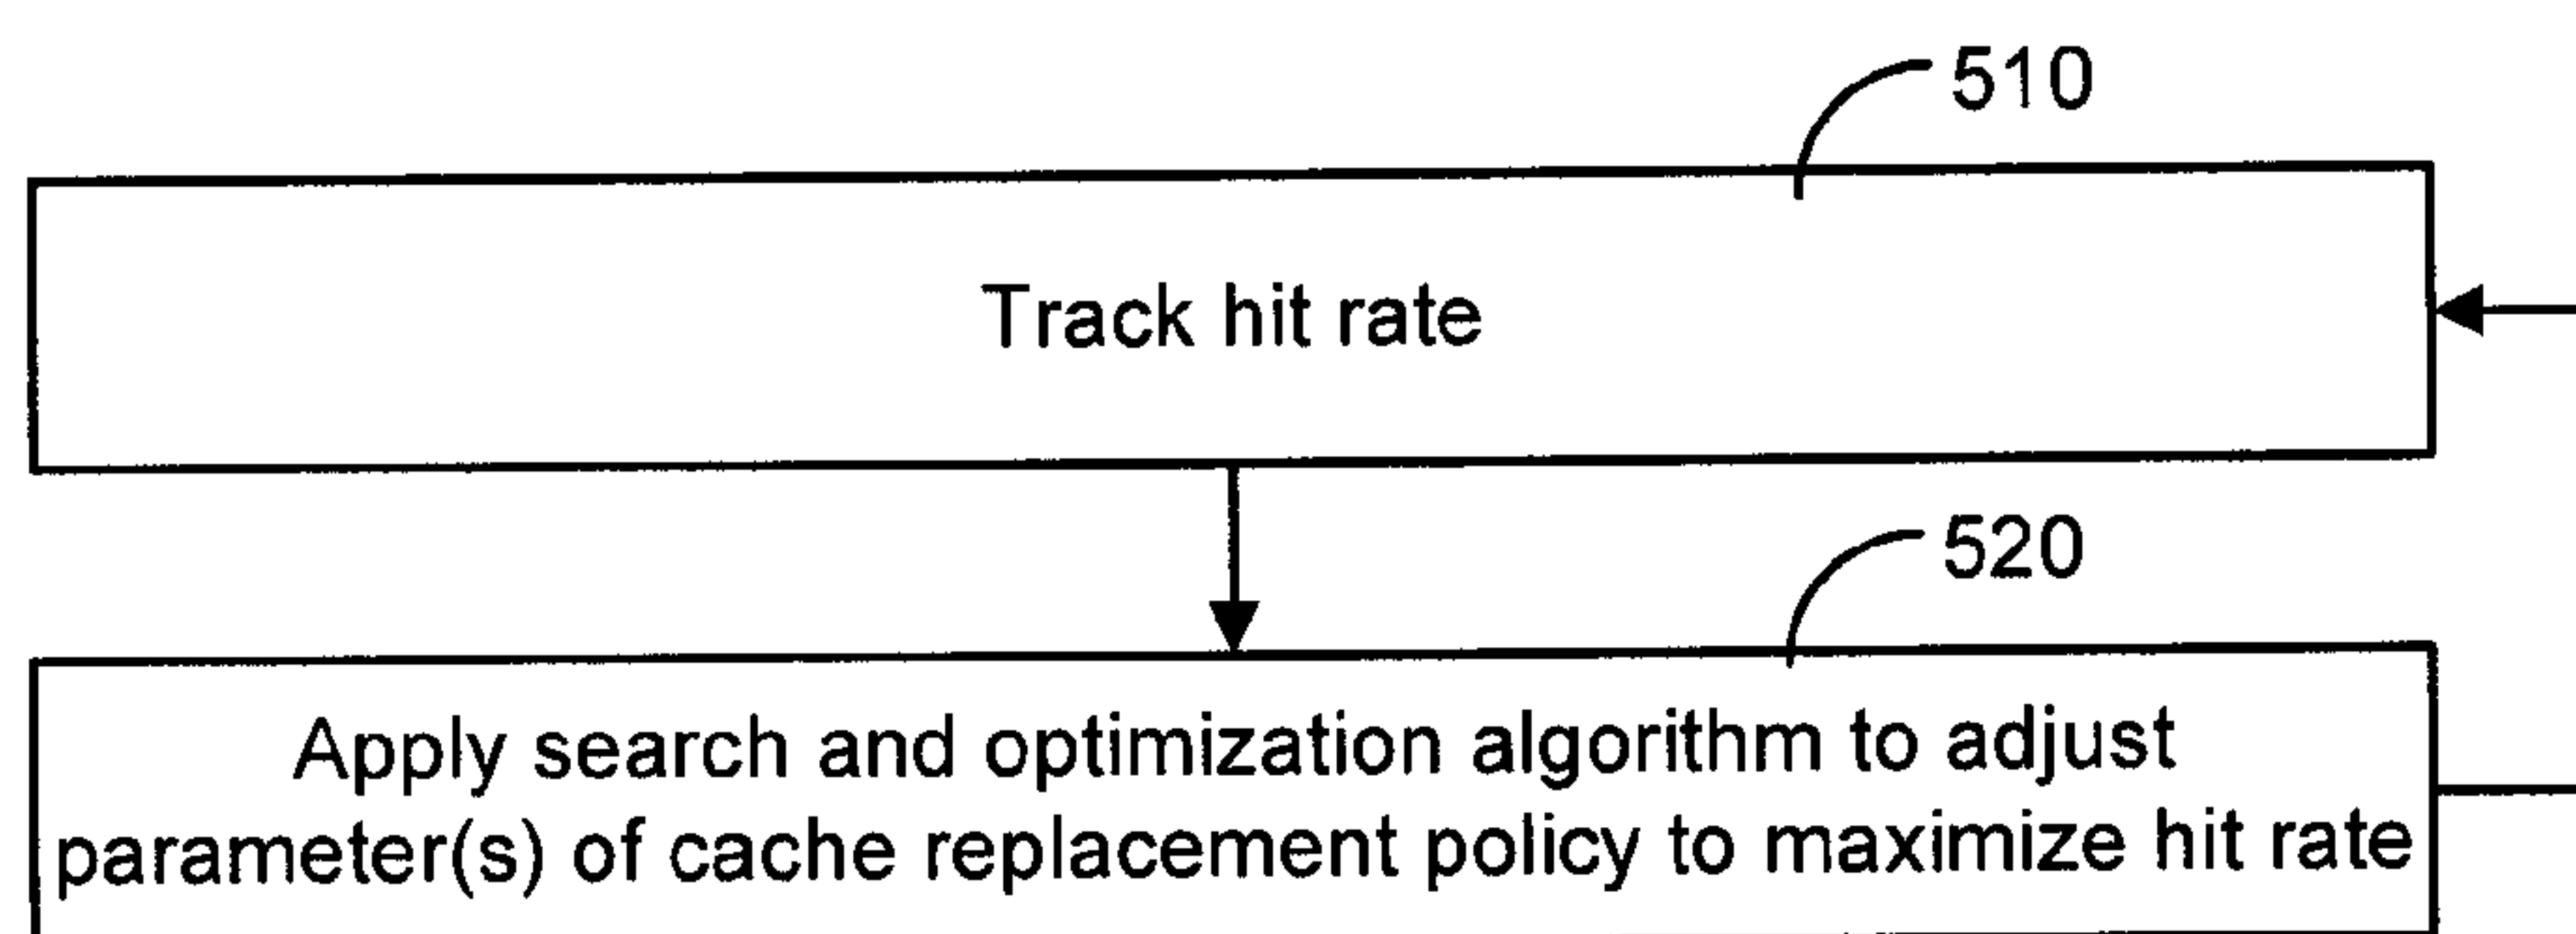 510
Track hit rate
520
Apply search and optimization algorithm to adjust
parameter(s) of cache replacement policy to maximize hit rate